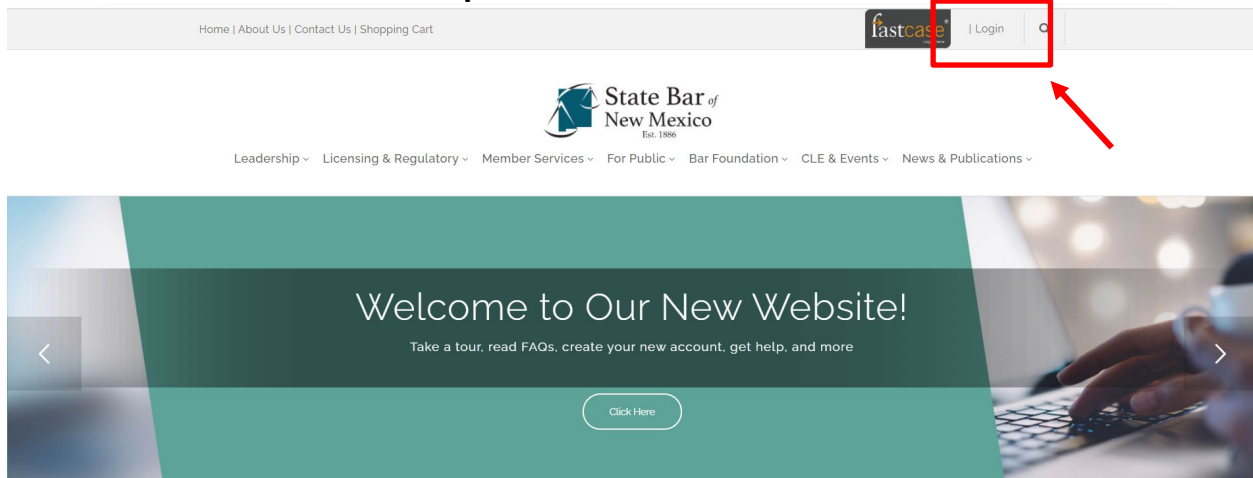 Home | About Us | Contact Us | Shopping Cart
fastcase®
| Login
State Bar of
New Mexico
Est. 1886
Leadership Licensing & Regulatory Member Services For Public Bar Foundation CLE & Events News & Publications
Welcome to Our New Website!
Take a tour, read FAQs, create your new account, get help, and more
Click Here